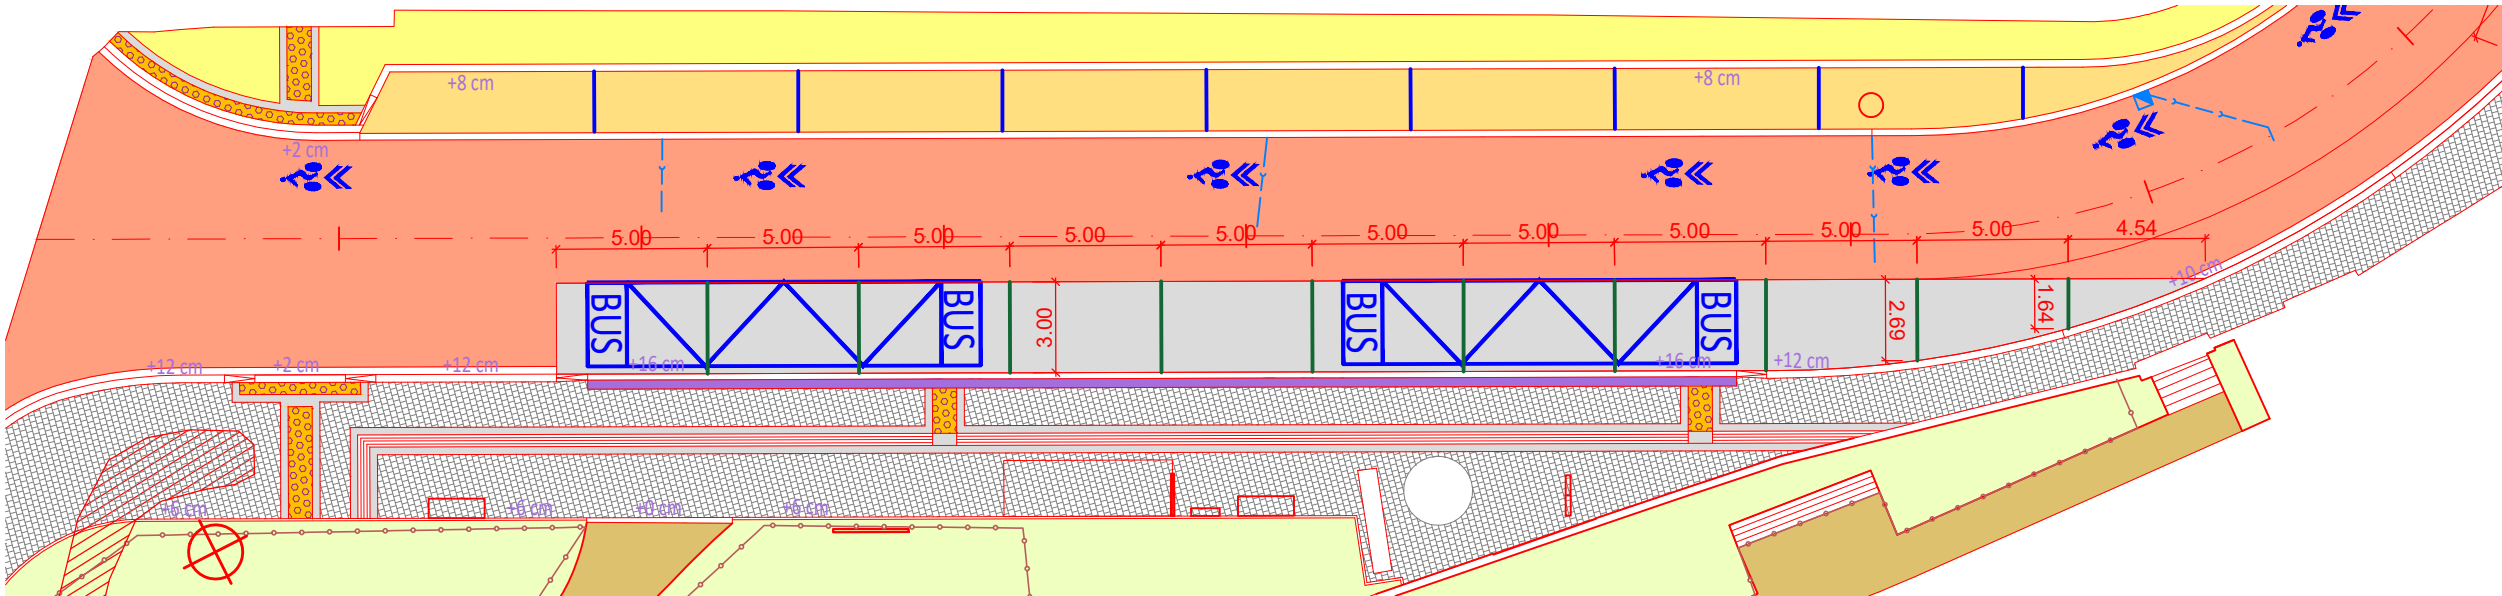 +8 cm
+8 cm
+2 cm
5.00
5.00
5.00
5.00
5.00
5.00
5.00
5.00
5.00
5.00
4.54
+10 cm
BUS
BUS
3.00
BUS
BUS
2.69
1.64
+12 cm
+2 cm
+12 cm
+16 cm
+16 cm
+12 cm
+6 cm
+6 cm
+0 cm
+6 cm